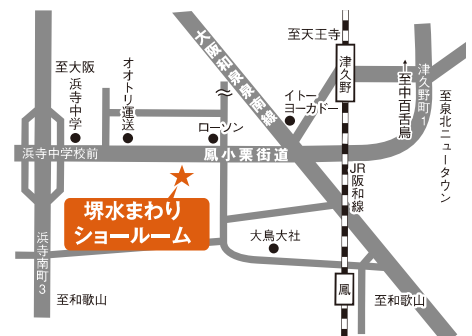 至天王寺
大阪和泉泉南線
津久野
津久野町1
至中百舌鳥
至泉北ニュータウン
至大阪
浜寺中学
オオトリ運送
イトー
ヨーカドー
ローソン
浜寺中学校前
鳳小栗街道
JR阪和線
堺水まわり
ショールーム
大鳥大社
浜寺南町3
鳳
至和歌山
至和歌山